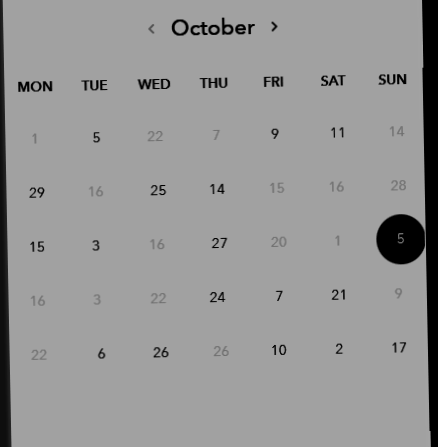 ‹ October ›
MON TUE WED THU FRI SAT SUN
1 5 22 7 9 11 14
29 16 25 14 15 16 28
15 3 16 27 20 1 5
16 3 22 24 7 21 9
22 6 26 26 10 2 17